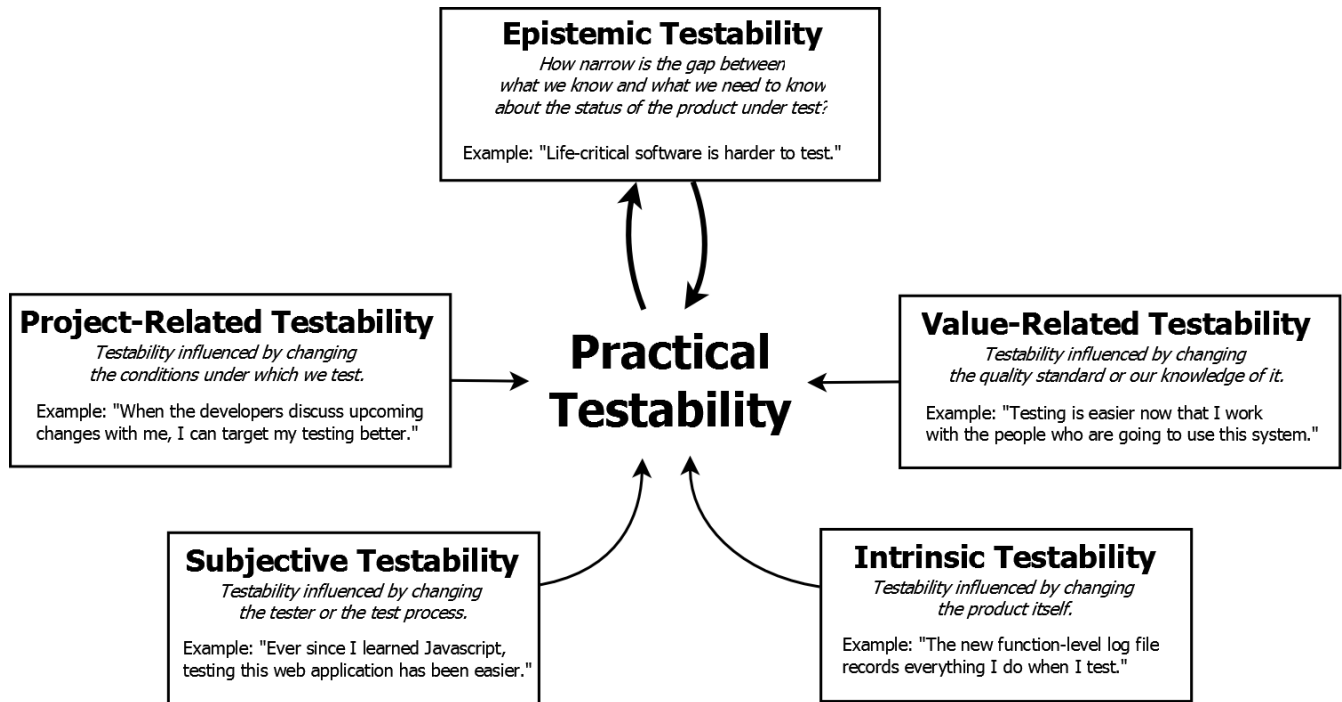 Epistemic Testability
How narrow is the gap between
what we know and what we need to know
about the status of the product under test?
Example: "Life-critical software is harder to test."
Project-Related Testability
Testability influenced by changing
the conditions under which we test.
Example: "When the developers discuss upcoming
changes with me, I can target my testing better."
Practical
Testability
Value-Related Testability
Testability influenced by changing
the quality standard or our knowledge of it.
Example: "Testing is easier now that I work
with the people who are going to use this system."
Subjective Testability
Testability influenced by changing
the tester or the test process.
Example: "Ever since I learned Javascript,
testing this web application has been easier."
Intrinsic Testability
Testability influenced by changing
the product itself.
Example: "The new function-level log file
records everything I do when I test."